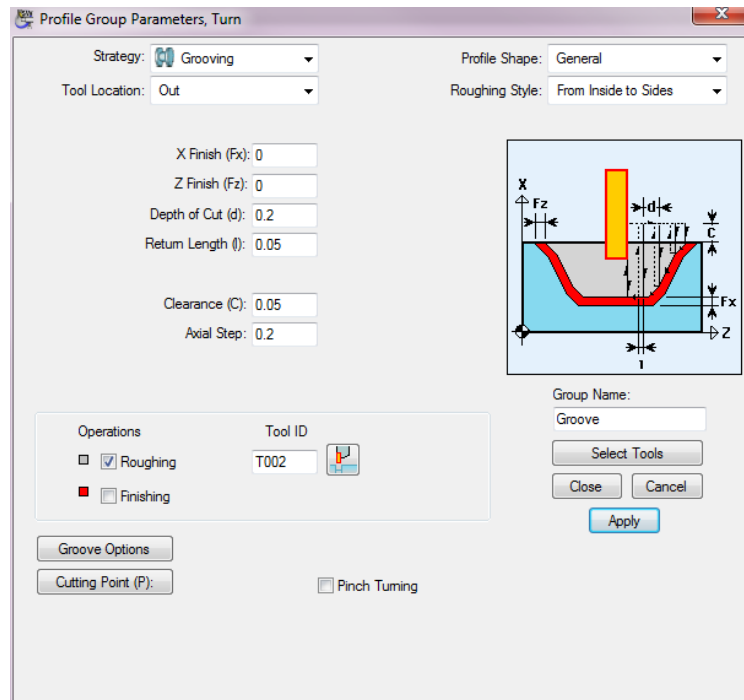 Profile Group Parameters, Turn
Strategy: Grooving
Profile Shape: General
Tool Location: Out
Roughing Style: From Inside to Sides
X Finish (Fx): 0
Z Finish (Fz): 0
Depth of Cut (d): 0.2
Return Length (l): 0.05
Clearance (C): 0.05
Axial Step: 0.2
X
Fz
d
C
Fx
Z
l
Group Name:
Groove
Operations
Tool ID
Roughing
T002
Select Tools
Finishing
Close
Cancel
Apply
Groove Options
Cutting Point (P):
Pinch Turning